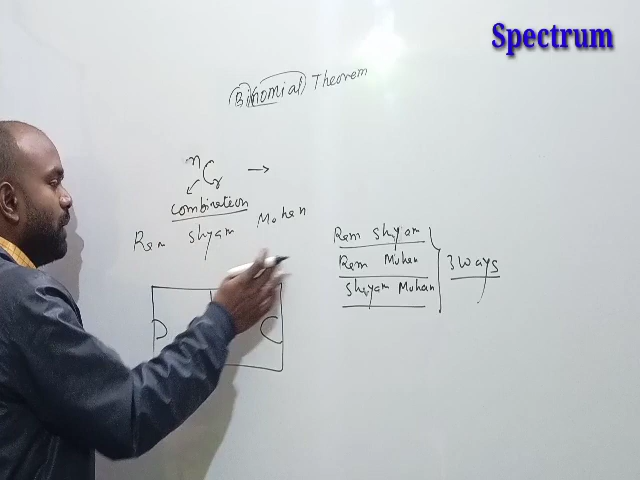 Spectrum
Binomial Theorem
nCr →
combination
Ram Shyam Mohan
Ram Shyam
Ram Mohan
Shyam Mohan
3 Ways